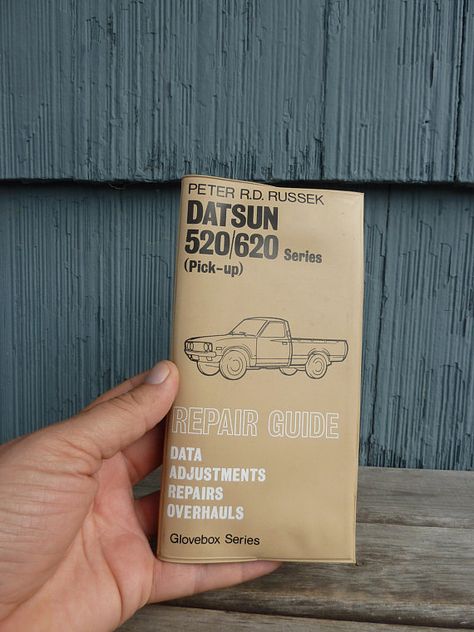 PETER R.D. RUSSEK
DATSUN
520/620 Series
(Pick-up)
REPAIR GUIDE
DATA
ADJUSTMENTS
REPAIRS
OVERHAULS
Glovebox Series